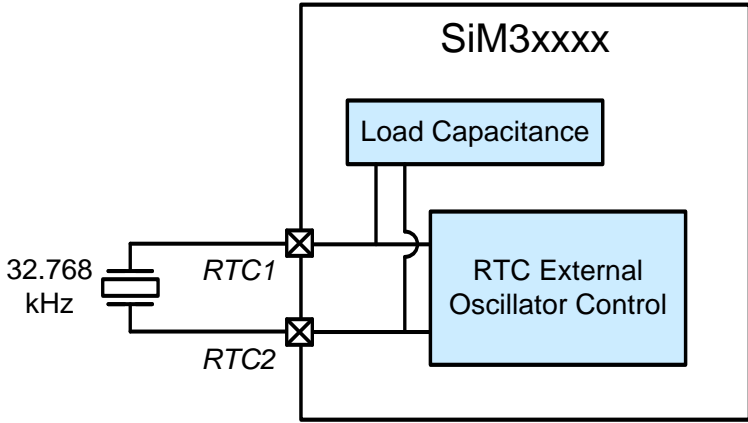 SiM3xxxx
Load Capacitance
32.768
kHz
RTC1
RTC2
RTC External
Oscillator Control